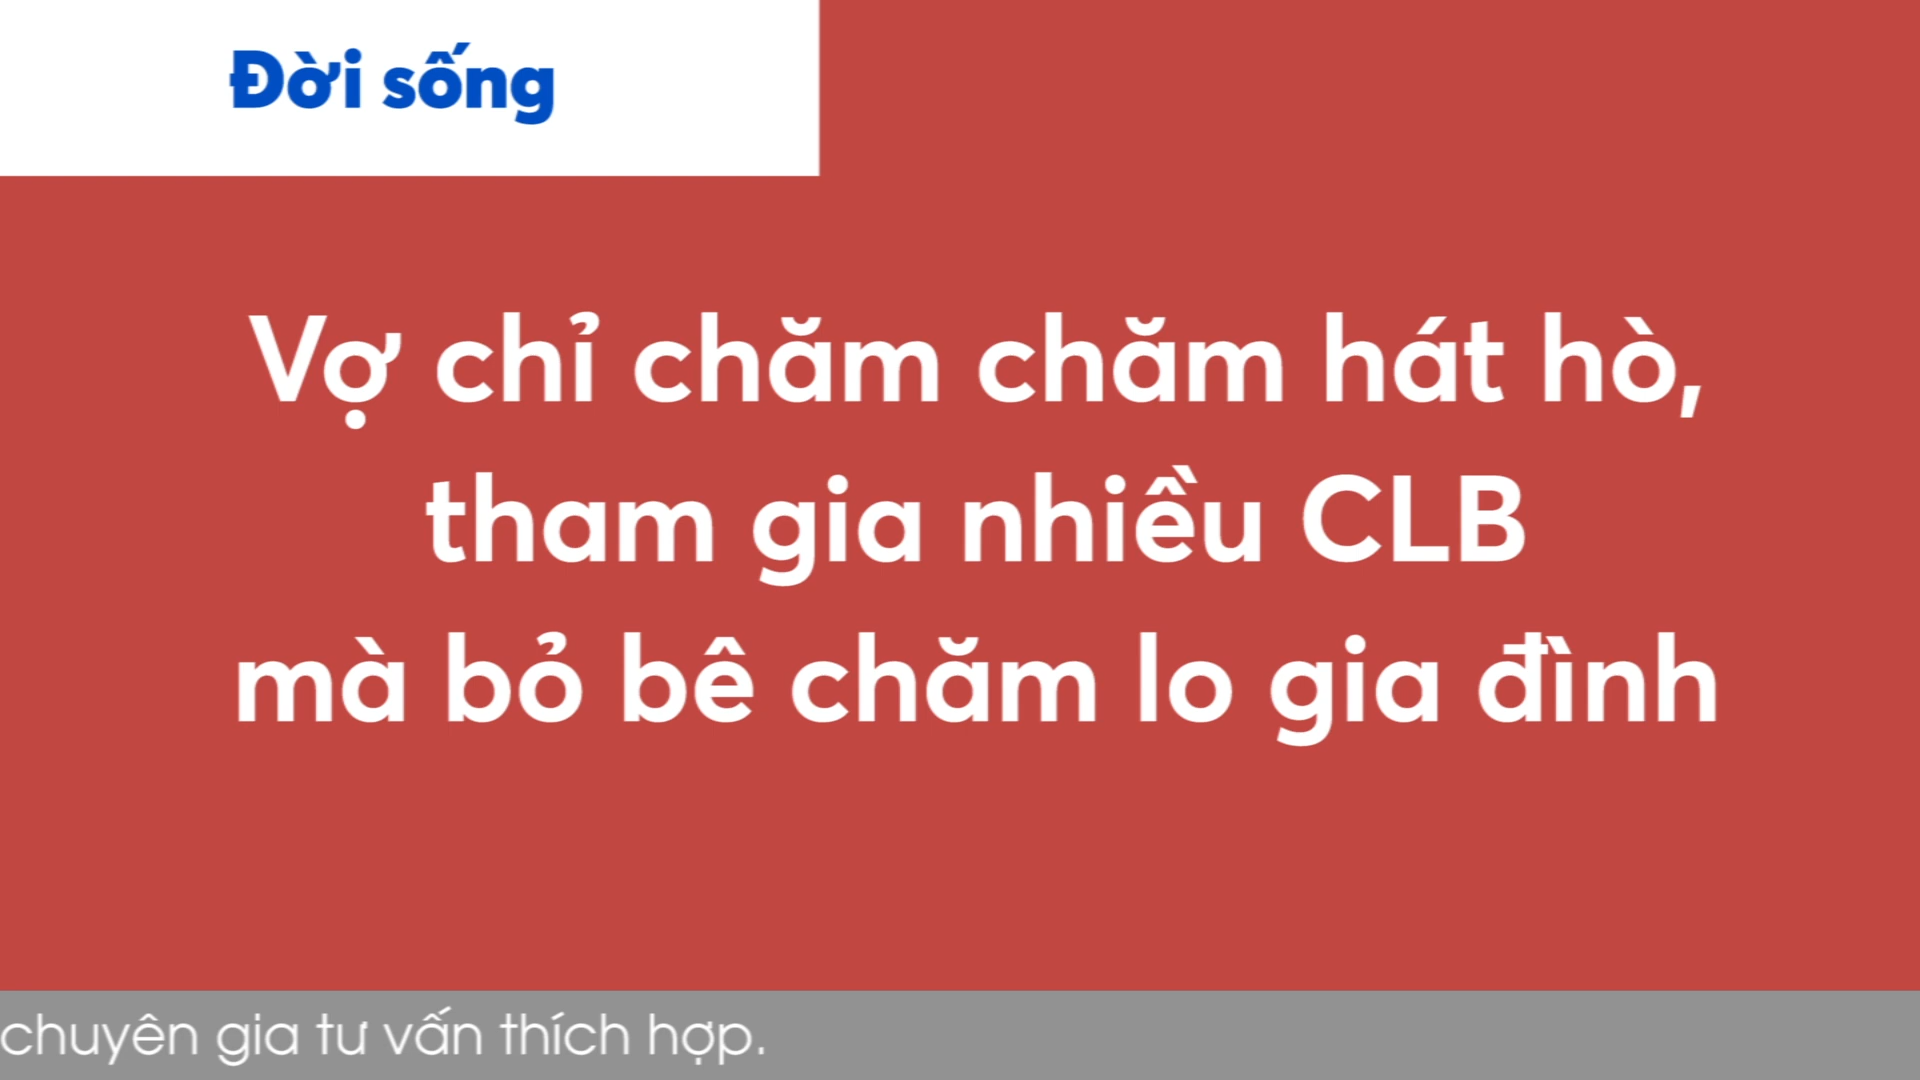 Đời sống
Vợ chỉ chăm chăm hát hò,
tham gia nhiều CLB
mà bỏ bê chăm lo gia đình
chuyên gia tư vấn thích hợp.